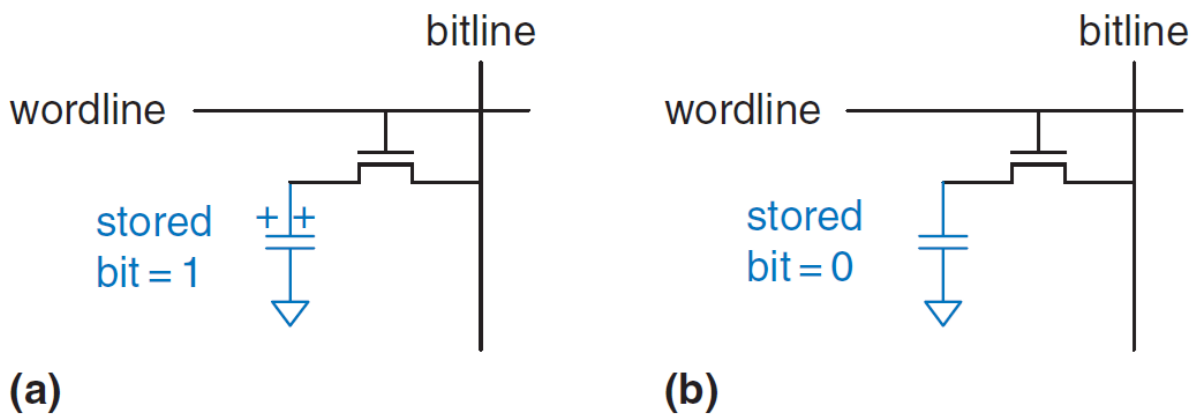 bitline
wordline
stored
bit = 1
+ +
(a)
bitline
wordline
stored
bit = 0
(b)